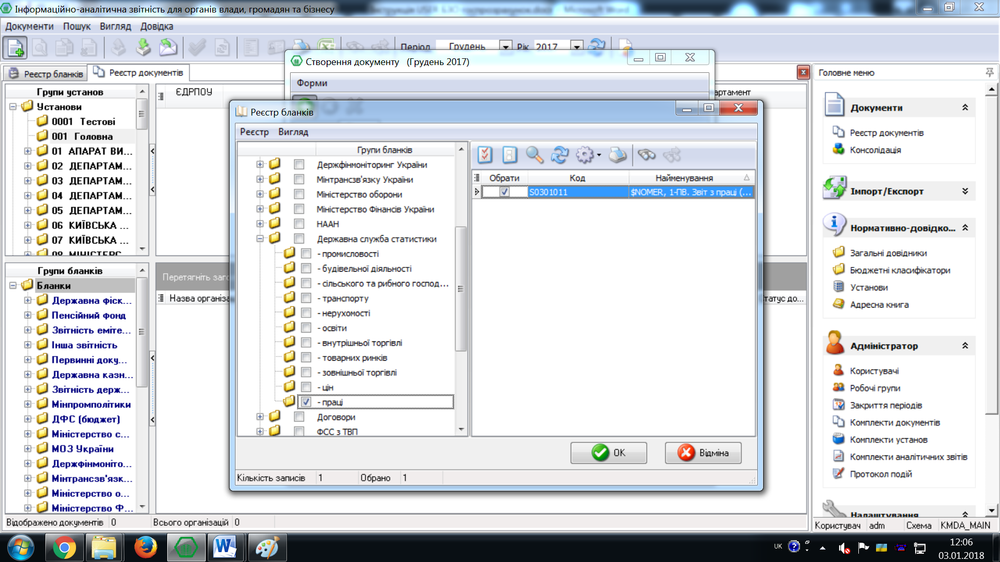 Інформаційно-аналітична звітність для органів влади, громадян та бізнесу
Документи Пошук Вигляд Довідка
Період Грудень Рік 2017
Реєстр бланків Реєстр документів
Групи установ
Установи
0001 Тестові
001 Головна
01 АПАРАТ ВИ...
02 ДЕПАРТАМ...
03 ДЕПАРТАМ...
04 ДЕПАРТАМ...
05 ДЕПАРТАМ...
06 КИЇВСЬКА ...
07 КИЇВСЬКА ...
08 МІНІСТЕРС
ЄДРПОУ
Групи бланків
Бланки
Державна фіск...
Пенсійний фонд
Звітність еміте...
Інша звітність
Первинні доку...
Державна казн...
Звітність держ...
Мінпромполітики
ДФС (бюджет)
Міністерство с...
МОЗ України
Держфінмоніто...
Мінтрансзв'язк...
Міністерство о...
Міністерство Ф...
Перетягніть заго
Назва організа
татус до...
Відображено документів 0 Всього організацій 0
Створення документу (Грудень 2017)
Форми
артамент
Реєстр бланків
Реєстр Вигляд
Групи бланків
Держфінмоніторинг України
Мінтрансзв'язку України
Міністерство оборони
Міністерство Фінансів України
НААН
Державна служба статистики
- промисловості
- будівельної діяльності
- сільського та рибного господ...
- транспорту
- нерухомості
- освіти
- внутрішньої торгівлі
- товарних ринків
- зовнішньої торгівлі
- цін
- праці
Договори
ФСС з ТВП
Обрати Код Найменування
S0301011 $NOMER, 1-ПВ. Звіт з праці (...
OK Відміна
Кількість записів 1 Обрано 1
Головне меню
Документи
Реєстр документів
Консолідація
Імпорт/Експорт
Нормативно-довідко...
Загальні довідники
Бюджетні класифікатори
Установи
Адресна книга
Адміністратор
Користувачі
Робочі групи
Закриття періодів
Комплекти документів
Комплекти установ
Комплекти аналітичних звітів
Протокол подій
Налаштування
Користувач adm Схема KMDA_MAIN
UK
12:06
03.01.2018